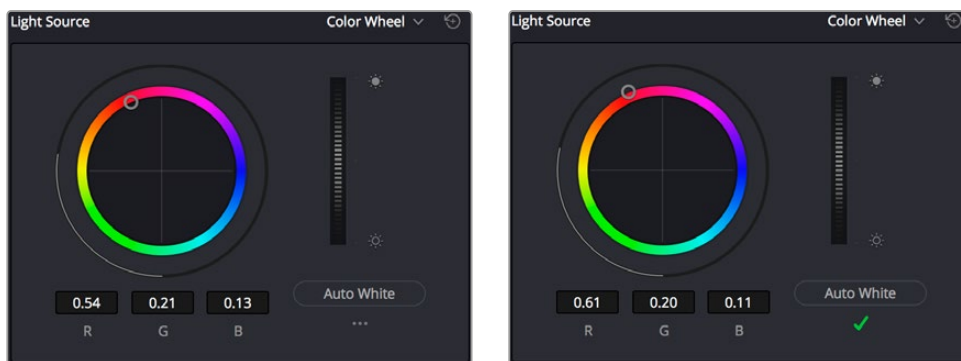 Light Source Color Wheel
0.54 0.21 0.13
R G B
Auto White
...
Light Source Color Wheel
0.61 0.20 0.11
R G B
Auto White